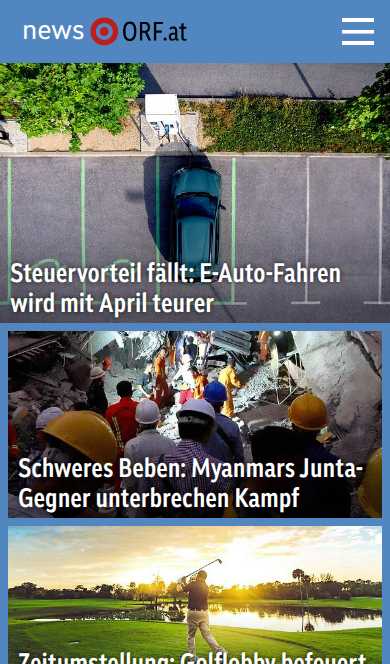 news ORF.at
Steuervorteil fällt: E-Auto-Fahren
wird mit April teurer
Schweres Beben: Myanmars Junta-
Gegner unterbrechen Kampf
Zeitumstellung: Golflobby befeuert